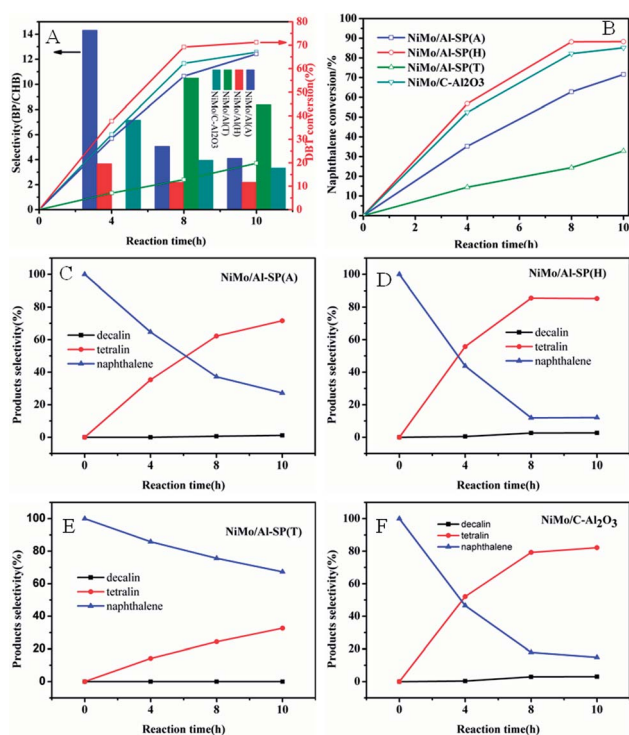 A
Selectivity(BP/CHB)
14
12
10
8
6
4
2
0
0
4
8
10
Reaction time(h)
80
70
60
50
40
30
20
10
0
DBT conversion(%)
NiMo/C-Al2O3
NiMo/Al(T)
NiMo/Al(H)
NiMo/Al(A)
B
Naphthalene conversion/%
100
90
80
70
60
50
40
30
20
10
0
0
4
8
10
Reaction time(h)
NiMo/Al-SP(A)
NiMo/Al-SP(H)
NiMo/Al-SP(T)
NiMo/C-Al2O3
C
NiMo/Al-SP(A)
Products selectivity(%)
100
80
60
40
20
0
decalin
tetralin
naphthalene
0
4
8
10
Reaction time(h)
D
NiMo/Al-SP(H)
Products selectivity(%)
100
80
60
40
20
0
decalin
tetralin
naphthalene
0
4
8
10
Reaction time(h)
E
NiMo/Al-SP(T)
Products selectivity(%)
100
80
60
40
20
0
decalin
tetralin
naphthalene
0
4
8
10
Reaction time(h)
F
NiMo/C-Al₂O₃
Products selectivity(%)
100
80
60
40
20
0
decalin
tetralin
naphthalene
0
4
8
10
Reaction time(h)